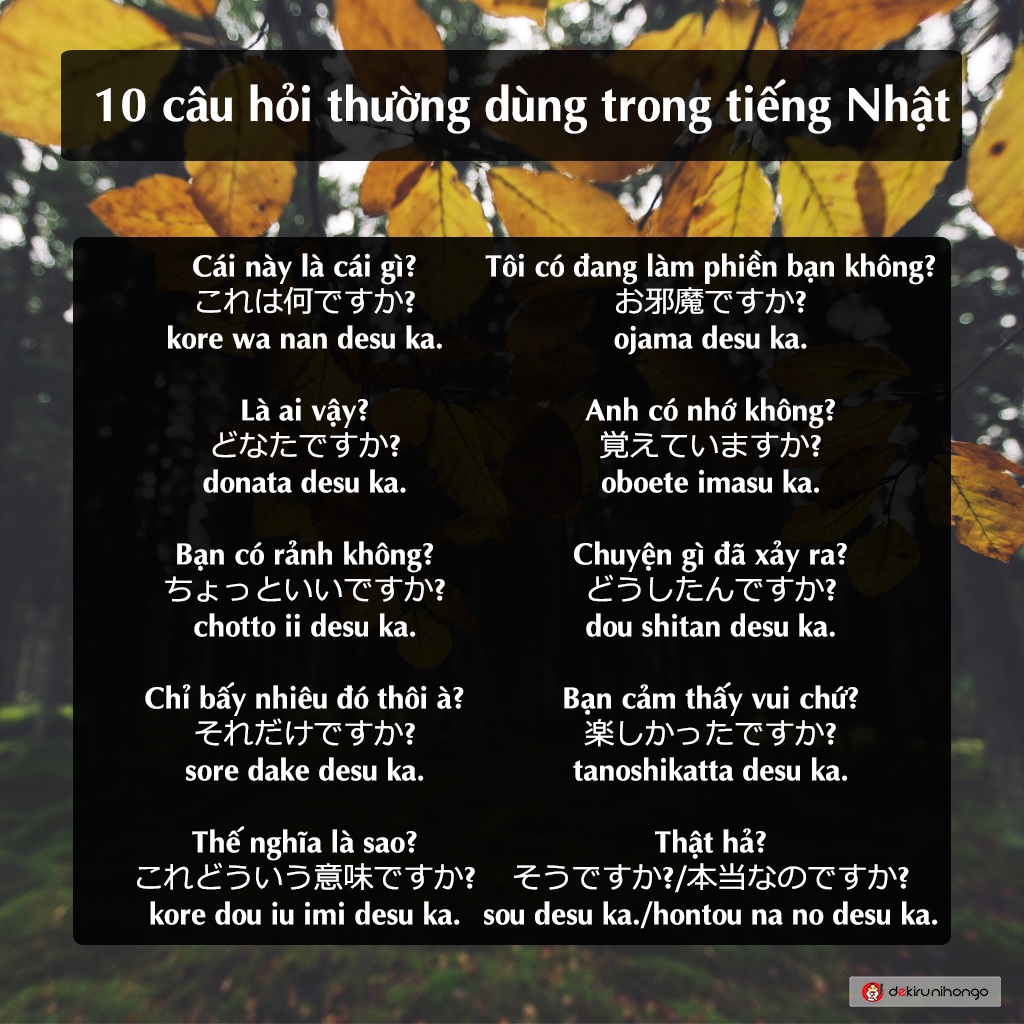 10 câu hỏi thường dùng trong tiếng Nhật
Cái này là cái gì?
これは何ですか?
kore wa nan desu ka.
Là ai vậy?
どなたですか?
donata desu ka.
Bạn có rảnh không?
ちょっといいですか?
chotto ii desu ka.
Chỉ bấy nhiêu đó thôi à?
それだけですか?
sore dake desu ka.
Thế nghĩa là sao?
これどういう意味ですか?
kore dou iu imi desu ka.
Tôi có đang làm phiền bạn không?
お邪魔ですか?
ojama desu ka.
Anh có nhớ không?
覚えていますか?
oboete imasu ka.
Chuyện gì đã xảy ra?
どうしたんですか?
dou shitan desu ka.
Bạn cảm thấy vui chứ?
楽しかったですか?
tanoshikatta desu ka.
Thật hả?
そうですか?/本当なのですか?
sou desu ka./hontou na no desu ka.
dekirunihongo